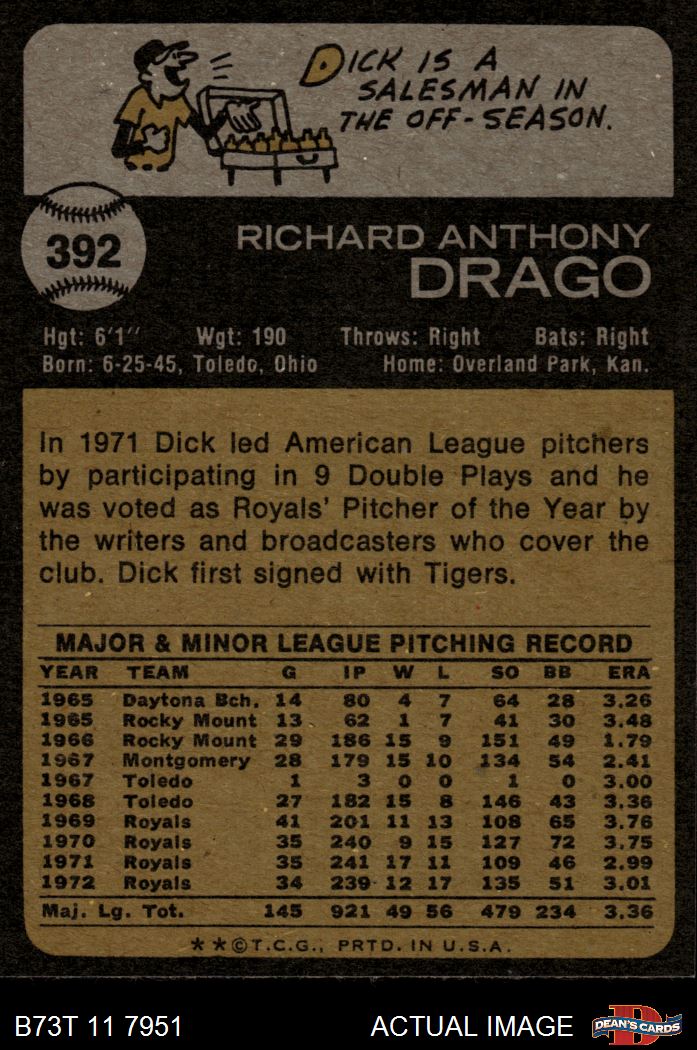 DICK IS A
SALESMAN IN
THE OFF-SEASON.
392
RICHARD ANTHONY
DRAGO
Hgt: 6'1" Wgt: 190 Throws: Right Bats: Right
Born: 6-25-45, Toledo, Ohio Home: Overland Park, Kan.
In 1971 Dick led American League pitchers
by participating in 9 Double Plays and he
was voted as Royals' Pitcher of the Year by
the writers and broadcasters who cover the
club. Dick first signed with Tigers.
MAJOR & MINOR LEAGUE PITCHING RECORD
YEAR TEAM G IP W L SO BB ERA
1965 Daytona Bch. 14 80 4 7 64 28 3.26
1965 Rocky Mount 13 62 1 7 41 30 3.48
1966 Rocky Mount 29 186 15 9 151 49 1.79
1967 Montgomery 28 179 15 10 134 54 2.41
1967 Toledo 1 3 0 0 1 0 3.00
1968 Toledo 27 182 15 8 146 43 3.36
1969 Royals 41 201 11 13 108 65 3.76
1970 Royals 35 240 9 15 127 72 3.75
1971 Royals 35 241 17 11 109 46 2.99
1972 Royals 34 239 12 17 135 51 3.01
Maj. Lg. Tot. 145 921 49 56 479 234 3.36
**©T.C.G., PRTD. IN U.S.A.
B73T 11 7951 ACTUAL IMAGE D DEAN'S CARDS